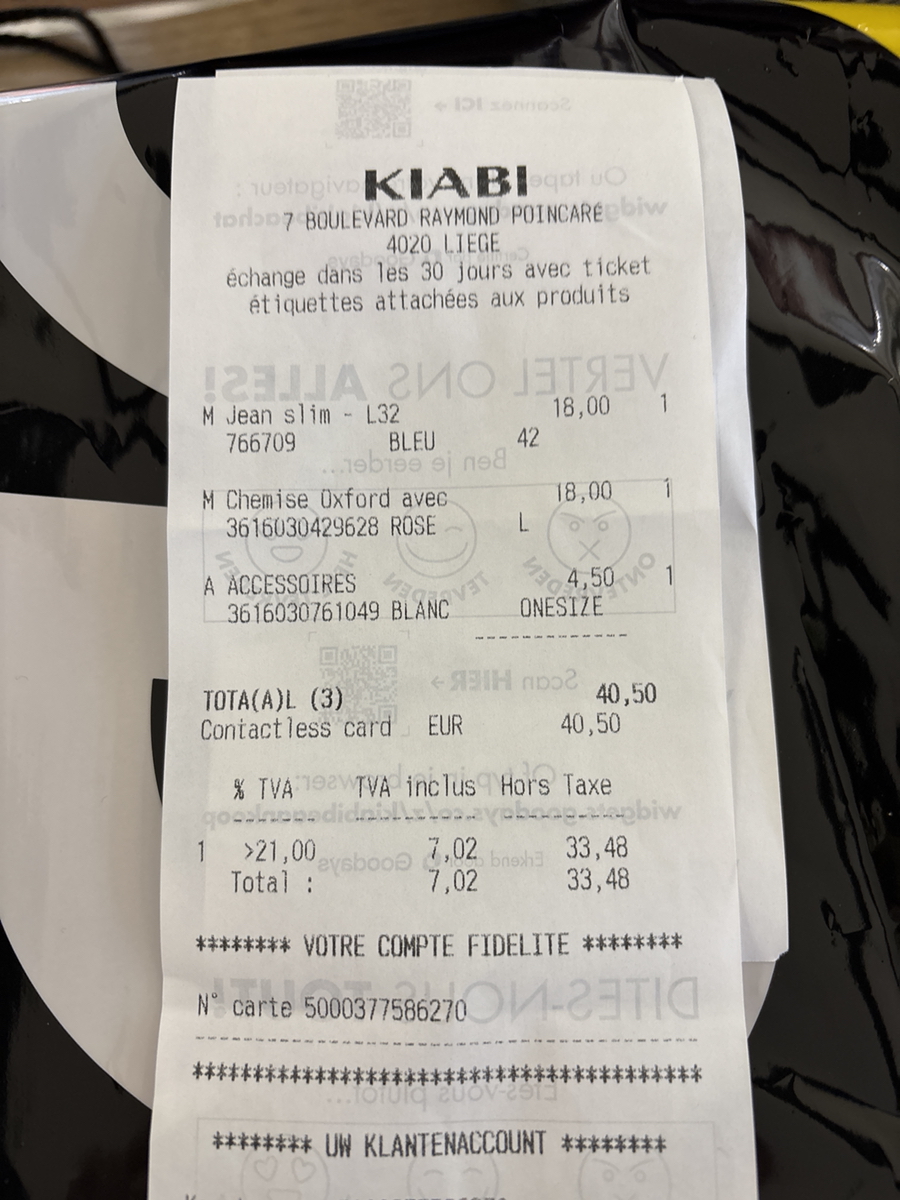 KIABI
7 BOULEVARD RAYMOND POINCARE
4020 LIEGE
échange dans les 30 jours avec ticket
étiquettes attachées aux produits
M Jean slim - L32 18,00 1
766709 BLEU 42
M Chemise Oxford avec 18,00 1
3616030429628 ROSE L
A ACCESSOIRES 4,50 1
3616030761049 BLANC ONESIZE
------------
TOTA(A)L (3) 40,50
Contactless card EUR 40,50
% TVA TVA inclus Hors Taxe
1 >21,00 7,02 33,48
Total : 7,02 33,48
******** VOTRE COMPTE FIDELITE ********
N° carte 5000377586270
******************************************
******** UW KLANTENACCOUNT ********